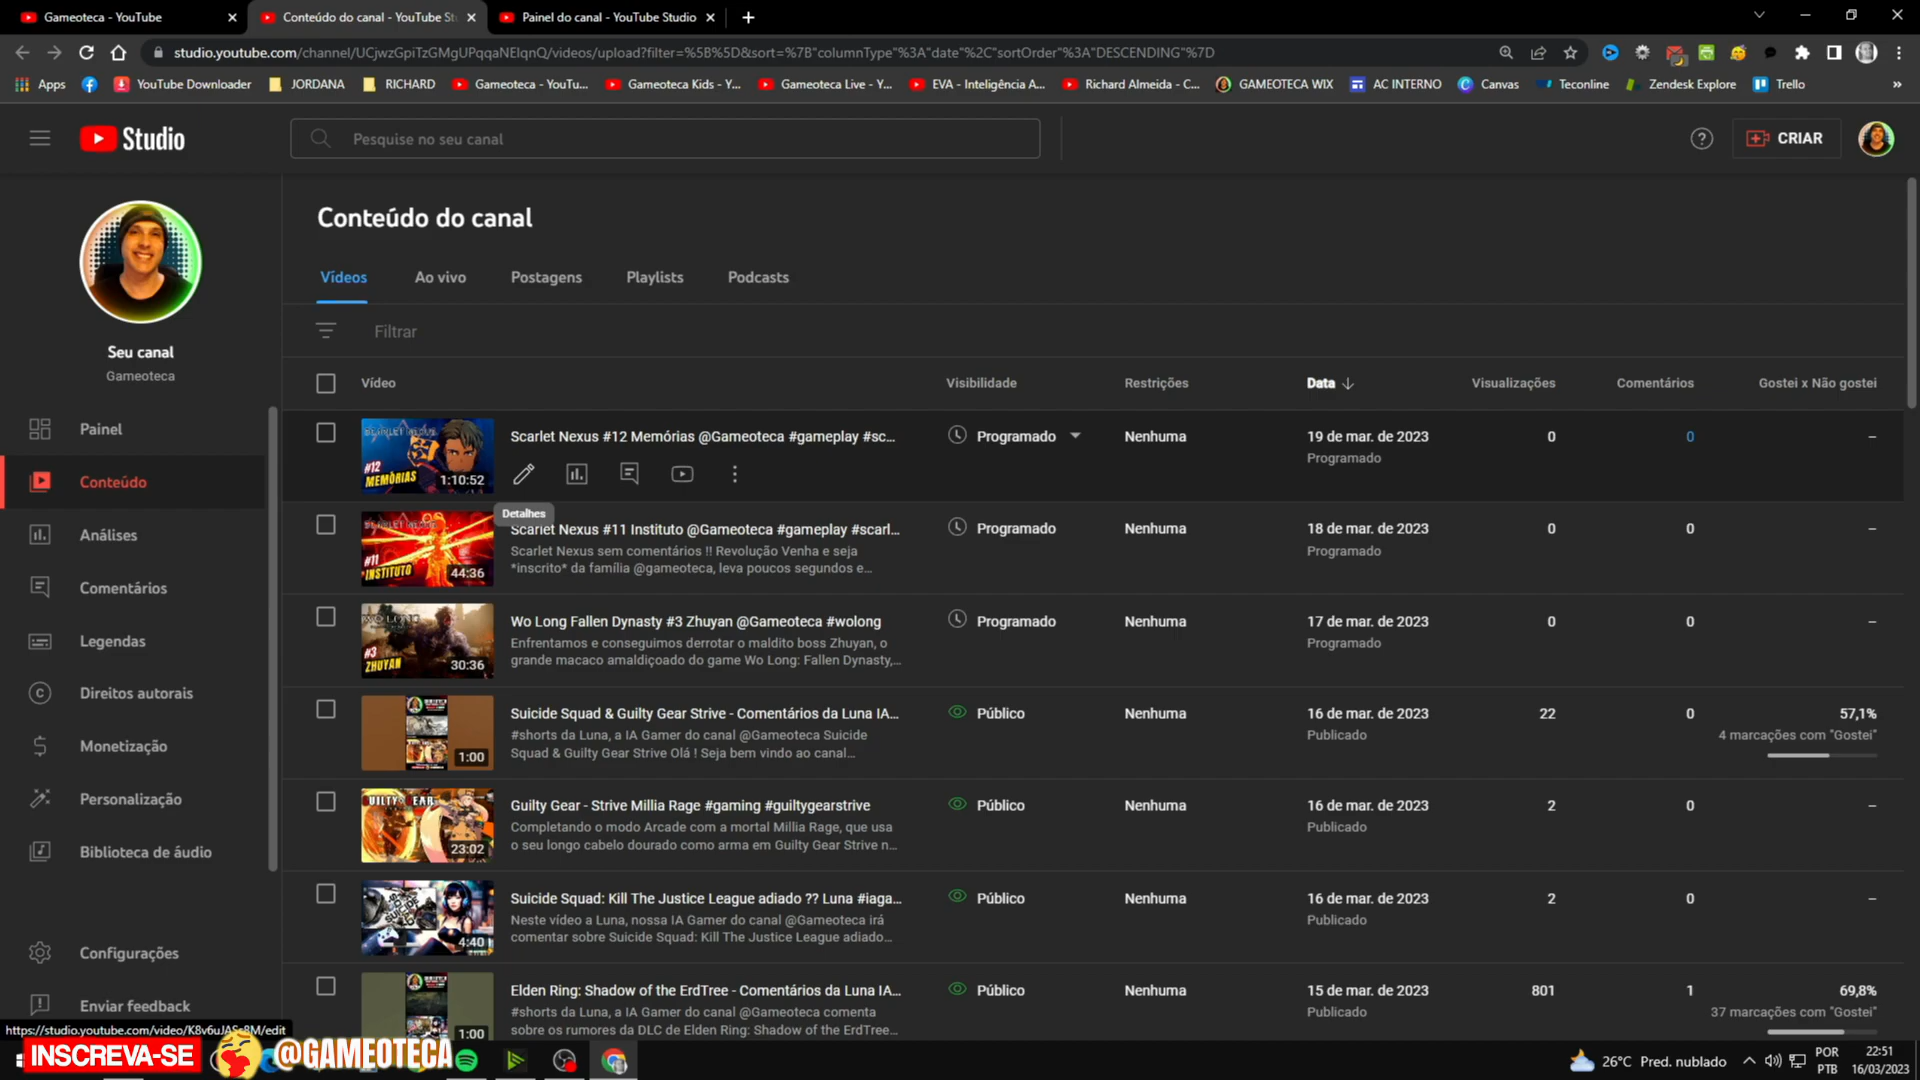 Gameoteca - YouTube
Conteúdo do canal - YouTube St
Painel do canal - YouTube Studio
studio.youtube.com/channel/UCjwzGpiTzGMgUPqqaNEIqnQ/videos/upload?filter=%5B%5D&sort=%7B"columnType"%3A"date"%2C"sortOrder"%3A"DESCENDING"%7D
Apps
YouTube Downloader
JORDANA
RICHARD
Gameoteca - YouTu...
Gameoteca Kids - Y...
Gameoteca Live - Y...
EVA - Inteligência A...
Richard Almeida - C...
GAMEOTECA WIX
AC INTERNO
Canvas
Teconline
Zendesk Explore
Trello
»
Studio
Pesquise no seu canal
CRIAR
Seu canal
Gameoteca
Painel
Conteúdo
Análises
Comentários
Legendas
Direitos autorais
Monetização
Personalização
Biblioteca de áudio
Configurações
Enviar feedback
Conteúdo do canal
Vídeos
Ao vivo
Postagens
Playlists
Podcasts
Filtrar
Vídeo
Visibilidade
Restrições
Data
Visualizações
Comentários
Gostei x Não gostei
SCARLET NEXUS
#12
MEMÓRIAS
1:10:52
Scarlet Nexus #12 Memórias @Gameoteca #gameplay #sc...
Programado
Nenhuma
19 de mar. de 2023
Programado
0
0
–
Detalhes
SCARLET NEXUS
#11
INSTITUTO
44:36
Scarlet Nexus #11 Instituto @Gameoteca #gameplay #scarl...
Scarlet Nexus sem comentários !! Revolução Venha e seja
*inscrito* da família @gameoteca, leva poucos segundos e...
Programado
Nenhuma
18 de mar. de 2023
Programado
0
0
–
WO LONG
#3
ZHUYAN
30:36
Wo Long Fallen Dynasty #3 Zhuyan @Gameoteca #wolong
Enfrentamos e conseguimos derrotar o maldito boss Zhuyan, o
grande macaco amaldiçoado do game Wo Long: Fallen Dynasty,...
Programado
Nenhuma
17 de mar. de 2023
Programado
0
0
–
1:00
Suicide Squad & Guilty Gear Strive - Comentários da Luna IA...
#shorts da Luna, a IA Gamer do canal @Gameoteca Suicide
Squad & Guilty Gear Strive Olá ! Seja bem vindo ao canal...
Público
Nenhuma
16 de mar. de 2023
Publicado
22
0
57,1%
4 marcações com "Gostei"
GUILTY GEAR
23:02
Guilty Gear - Strive Millia Rage #gaming #guiltygearstrive
Completando o modo Arcade com a mortal Millia Rage, que usa
o seu longo cabelo dourado como arma em Guilty Gear Strive n...
Público
Nenhuma
16 de mar. de 2023
Publicado
2
0
–
4:40
Suicide Squad: Kill The Justice League adiado ?? Luna #iaga...
Neste vídeo a Luna, nossa IA Gamer do canal @Gameoteca irá
comentar sobre Suicide Squad: Kill The Justice League adiado...
Público
Nenhuma
16 de mar. de 2023
Publicado
2
0
–
1:00
Elden Ring: Shadow of the ErdTree - Comentários da Luna IA...
#shorts da Luna, a IA Gamer do canal @Gameoteca comenta
sobre os rumores da DLC de Elden Ring: Shadow of the ErdTree...
Público
Nenhuma
15 de mar. de 2023
Publicado
801
1
69,8%
37 marcações com "Gostei"
INSCREVA-SE
@GAMEOTECA
26°C Pred. nublado
POR
PTB
22:51
16/03/2023